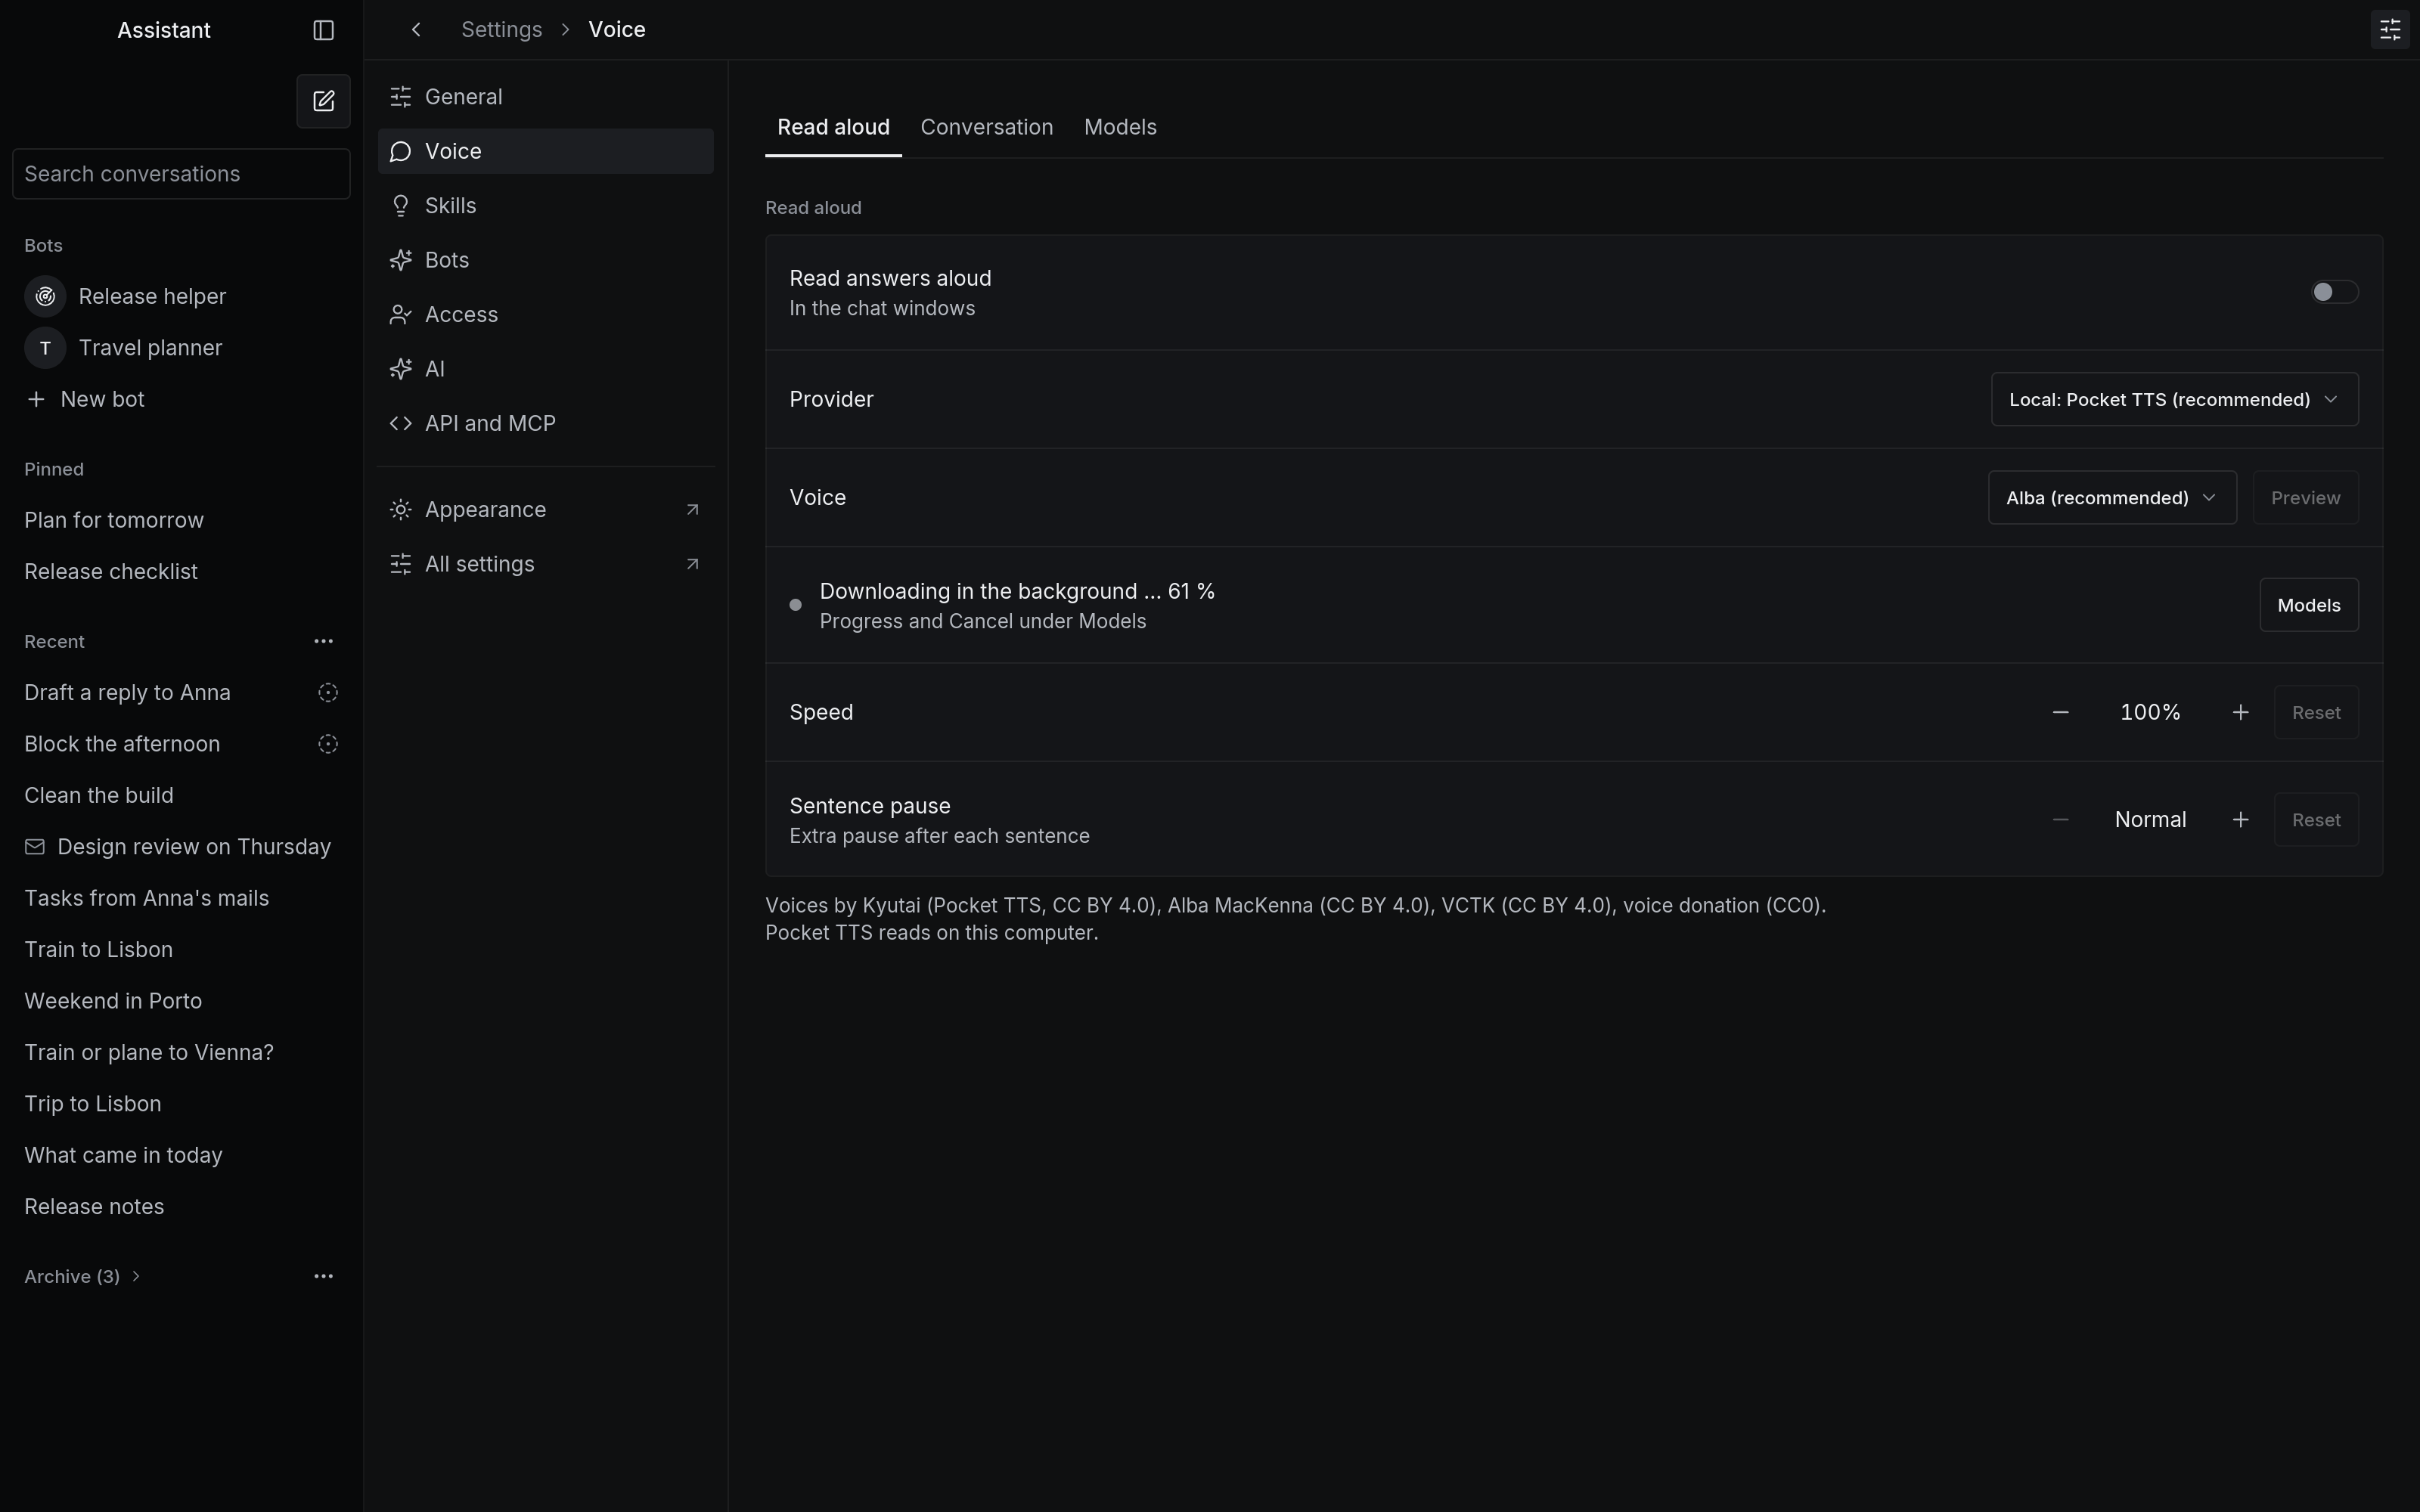 Assistant
Search conversations
Bots
Release helper
T
Travel planner
New bot
Pinned
Plan for tomorrow
Release checklist
Recent
Draft a reply to Anna
Block the afternoon
Clean the build
Design review on Thursday
Tasks from Anna's mails
Train to Lisbon
Weekend in Porto
Train or plane to Vienna?
Trip to Lisbon
What came in today
Release notes
Archive (3)
Settings
Voice
General
Voice
Skills
Bots
Access
AI
API and MCP
Appearance
All settings
Read aloud
Conversation
Models
Read aloud
Read answers aloud
In the chat windows
Provider
Local: Pocket TTS (recommended)
Voice
Alba (recommended)
Preview
Downloading in the background ... 61 %
Progress and Cancel under Models
Models
Speed
100%
Reset
Sentence pause
Extra pause after each sentence
Normal
Reset
Voices by Kyutai (Pocket TTS, CC BY 4.0), Alba MacKenna (CC BY 4.0), VCTK (CC BY 4.0), voice donation (CC0).
Pocket TTS reads on this computer.